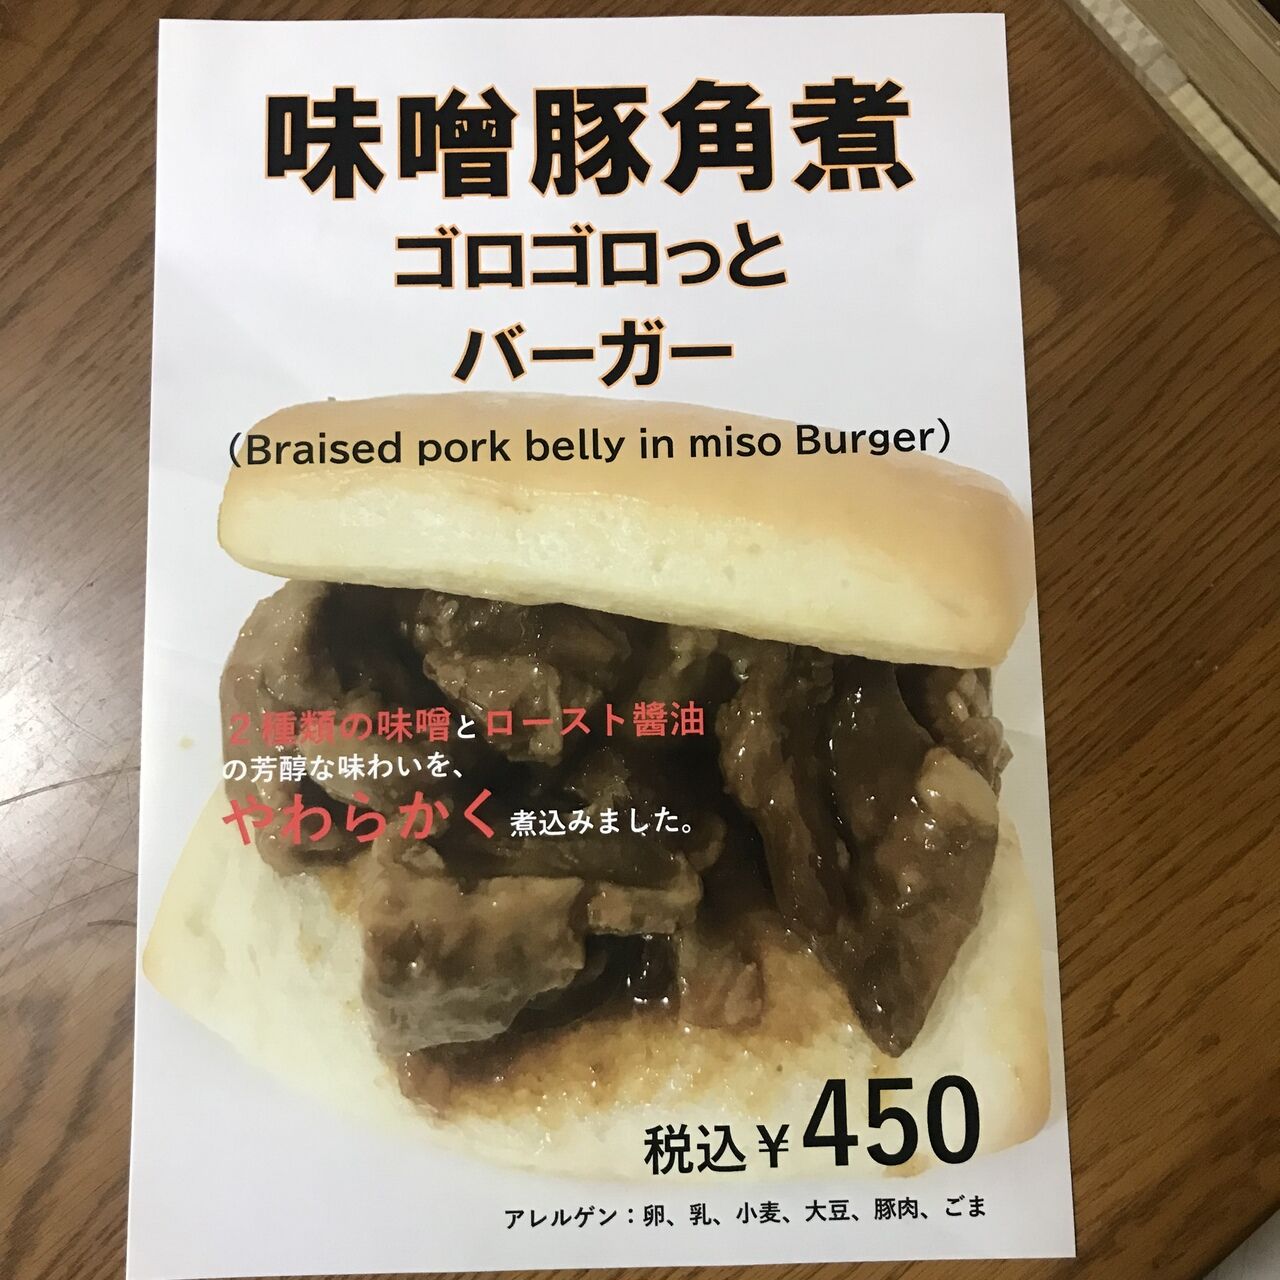 味噌豚角煮
ゴロゴロっと
バーガー
（Braised pork belly in miso Burger）
２種類の味噌とロースト醬油
の芳醇な味わいを、
やわらかく煮込みました。
税込￥450
アレルゲン：卵、乳、小麦、大豆、豚肉、ごま